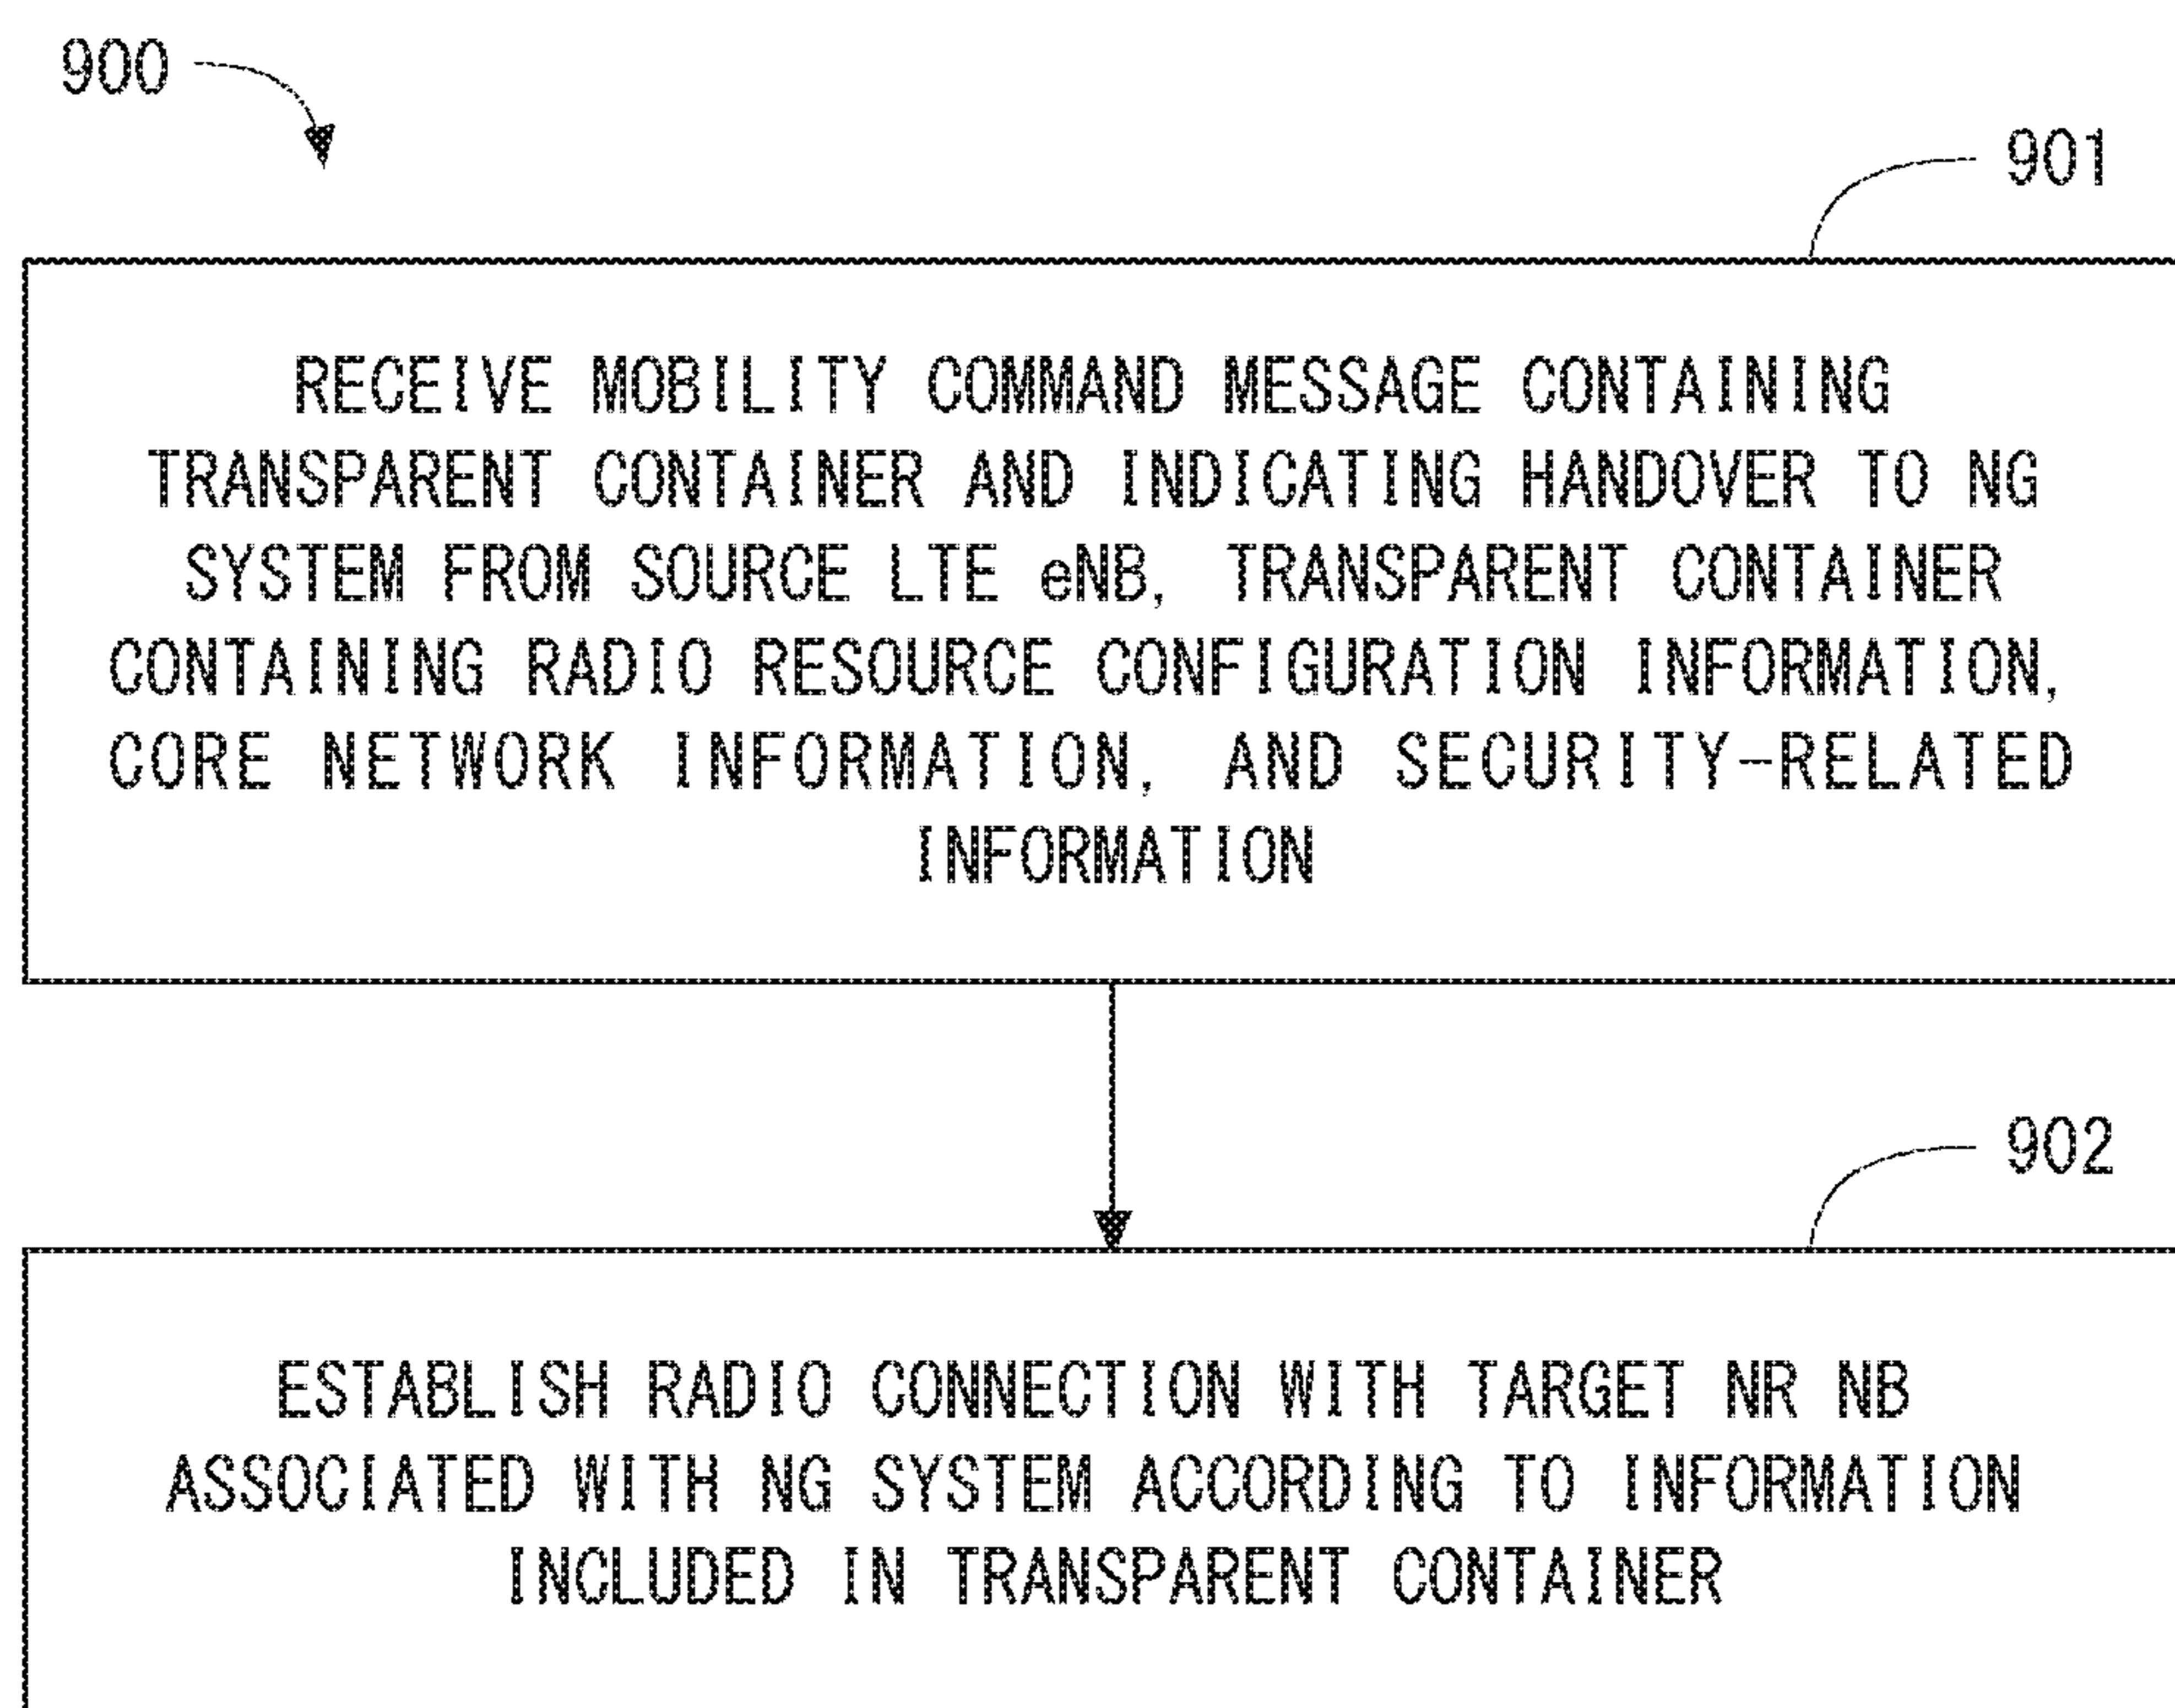 900
901
RECEIVE MOBILITY COMMAND MESSAGE CONTAINING
TRANSPARENT CONTAINER AND INDICATING HANDOVER TO NG
SYSTEM FROM SOURCE LTE eNB, TRANSPARENT CONTAINER
CONTAINING RADIO RESOURCE CONFIGURATION INFORMATION,
CORE NETWORK INFORMATION, AND SECURITY-RELATED
INFORMATION
902
ESTABLISH RADIO CONNECTION WITH TARGET NR NB
ASSOCIATED WITH NG SYSTEM ACCORDING TO INFORMATION
INCLUDED IN TRANSPARENT CONTAINER